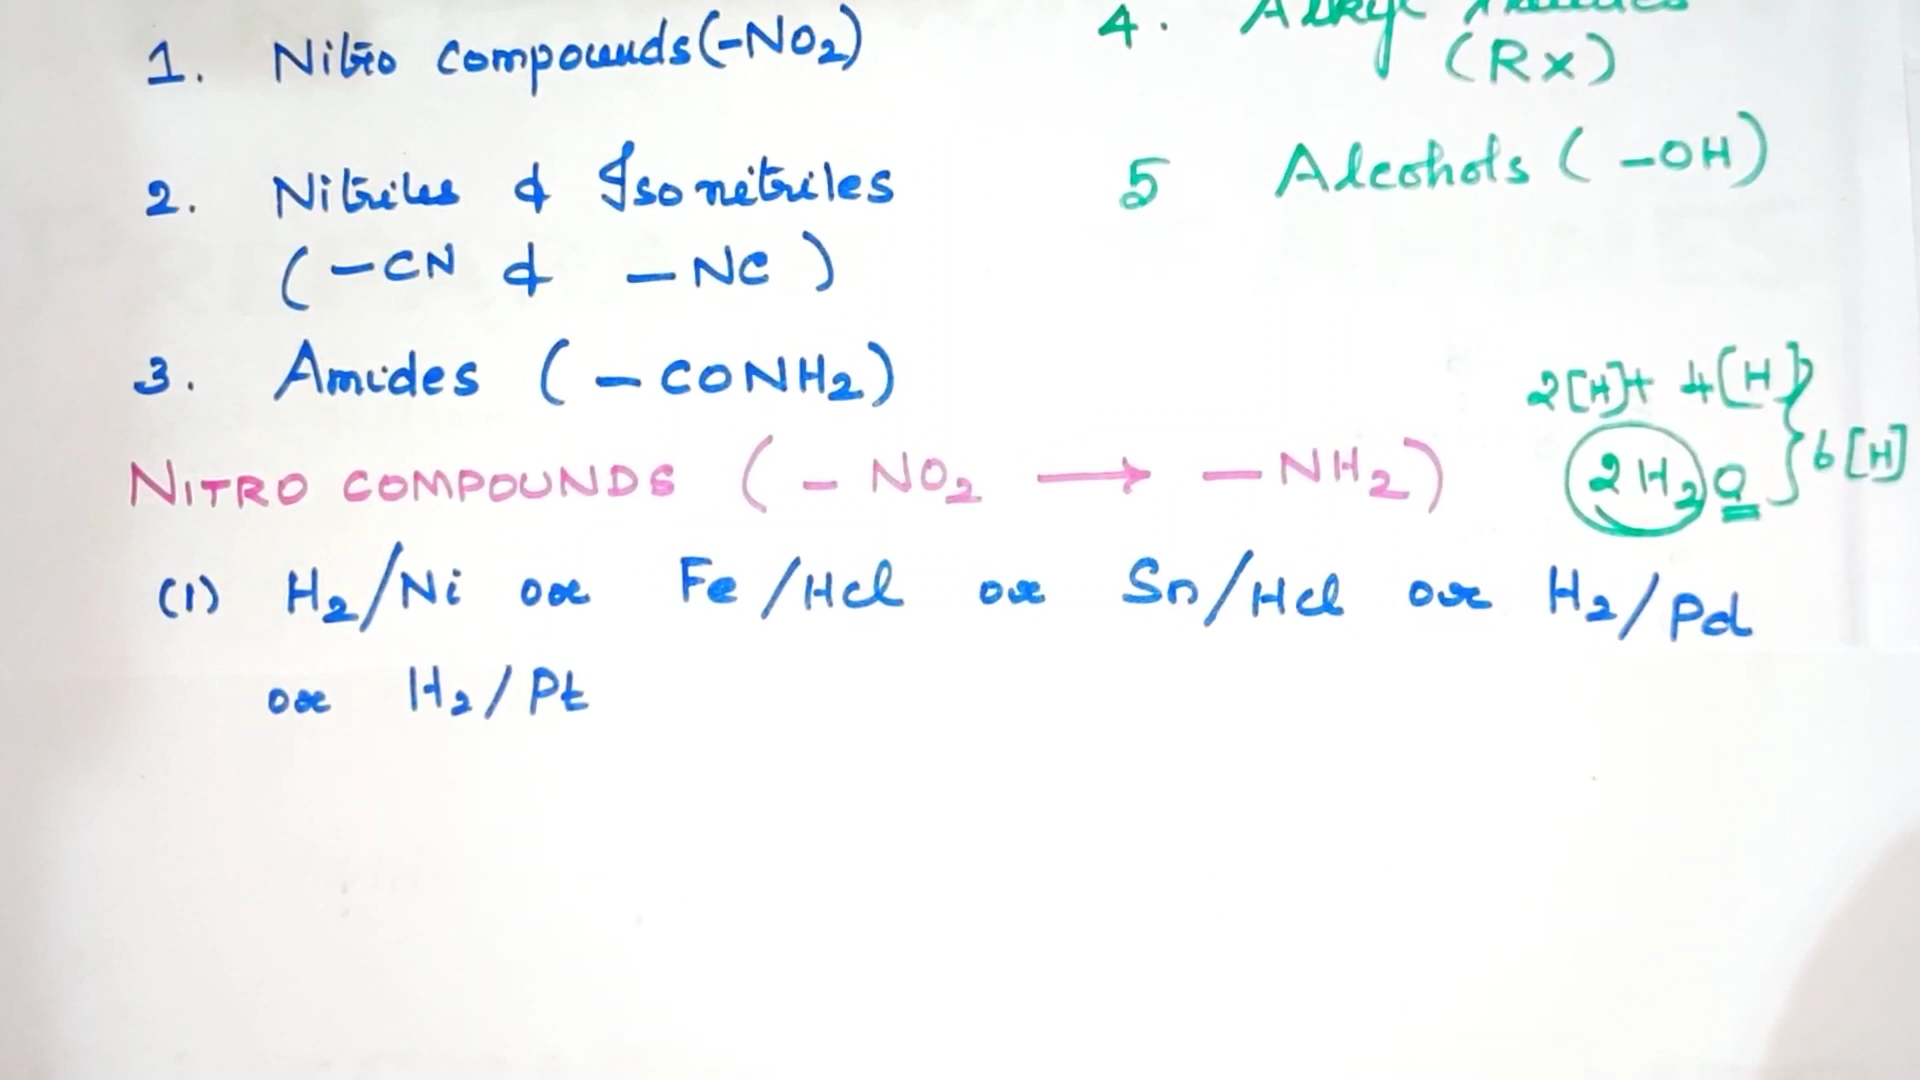 1. Nitro compounds (-NO2)
2. Nitriles & Isonitriles
(-CN & -NC)
3. Amides (-CONH2)
4. Alkyl
(RX)
5 Alcohols (-OH)
2[H]+ 4[H]
2H2O } 6[H]
NITRO COMPOUNDS (-NO2 → -NH2)
(1) H2/Ni or Fe/HCl or Sn/HCl or H2/Pd
or H2/Pt